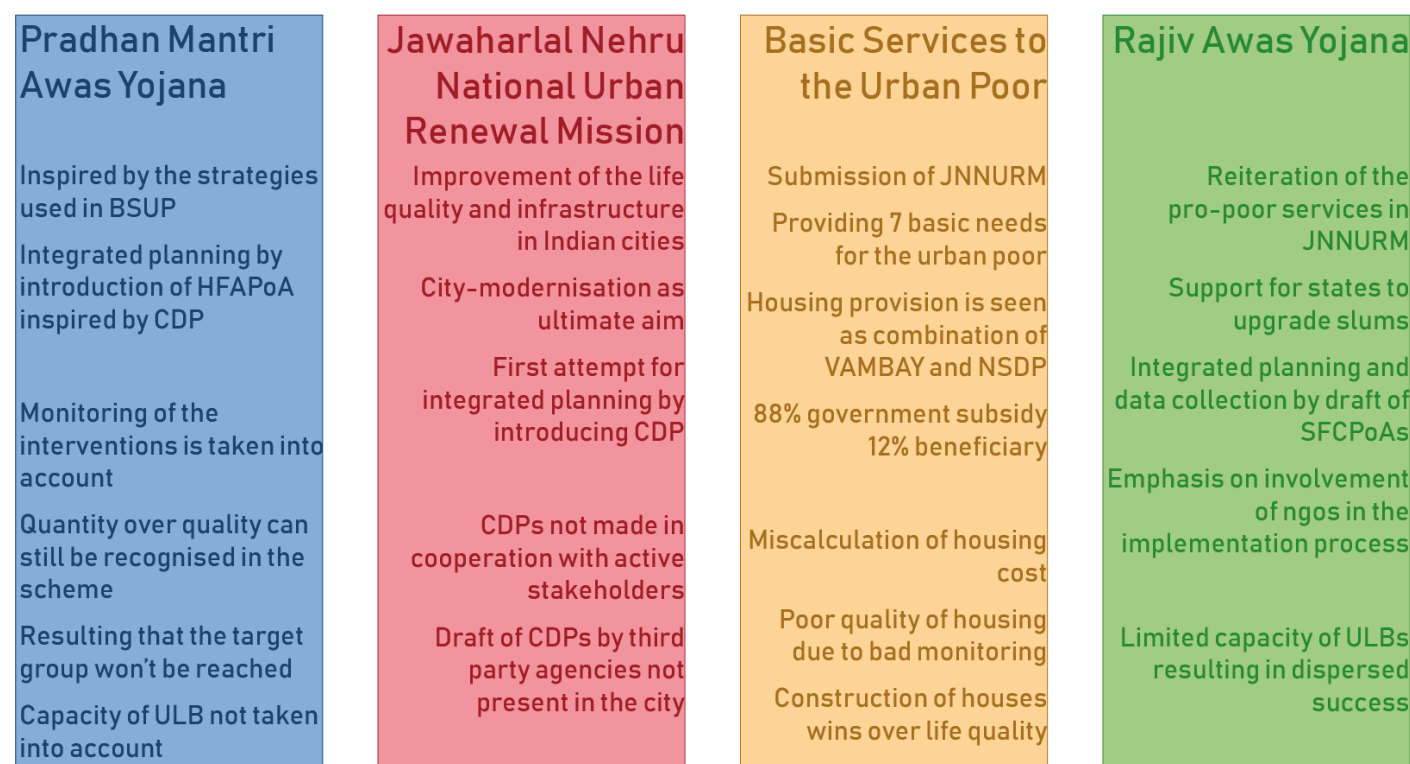 Pradhan Mantri
Awas Yojana
Inspired by the strategies
used in BSUP
Integrated planning by
introduction of HFAPoA
inspired by CDP
Monitoring of the
interventions is taken into
account
Quantity over quality can
still be recognised in the
scheme
Resulting that the target
group won't be reached
Capacity of ULB not taken
into account
Jawaharlal Nehru
National Urban
Renewal Mission
Improvement of the life
quality and infrastructure
in Indian cities
City-modernisation as
ultimate aim
First attempt for
integrated planning by
introducing CDP
CDPs not made in
cooperation with active
stakeholders
Draft of CDPs by third
party agencies not
present in the city
Basic Services to
the Urban Poor
Submission of JNNURM
Providing 7 basic needs
for the urban poor
Housing provision is seen
as combination of
VAMBAY and NSDP
88% government subsidy
12% beneficiary
Miscalculation of housing
cost
Poor quality of housing
due to bad monitoring
Construction of houses
wins over life quality
Rajiv Awas Yojana
Reiteration of the
pro-poor services in
JNNURM
Support for states to
upgrade slums
Integrated planning and
data collection by draft of
SFCPoAs
Emphasis on involvement
of ngos in the
implementation process
Limited capacity of ULBs
resulting in dispersed
success